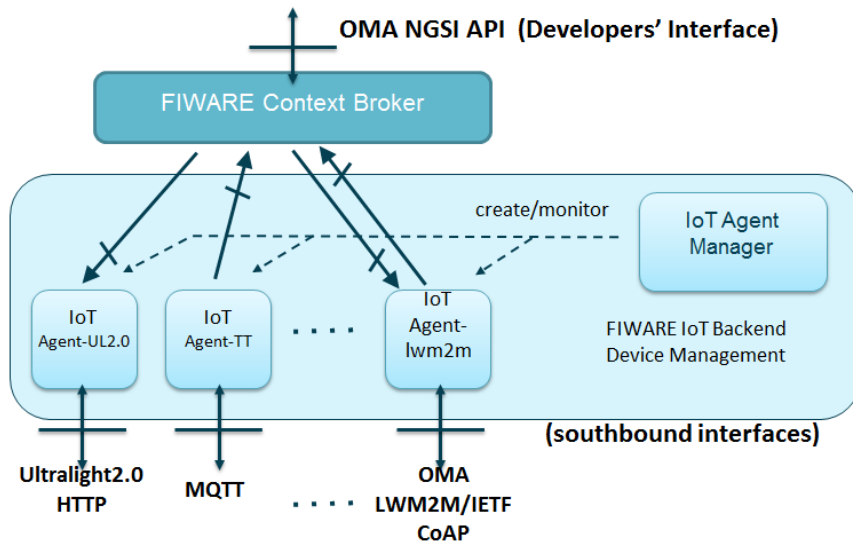 OMA NGSI API (Developers' Interface)
FIWARE Context Broker
create/monitor
IoT Agent
Manager
IoT
Agent-UL2.0
IoT
Agent-TT
IoT
Agent-
lwm2m
FIWARE IoT Backend
Device Management
(southbound interfaces)
Ultralight2.0
HTTP
MQTT
OMA
LWM2M/IETF
CoAP